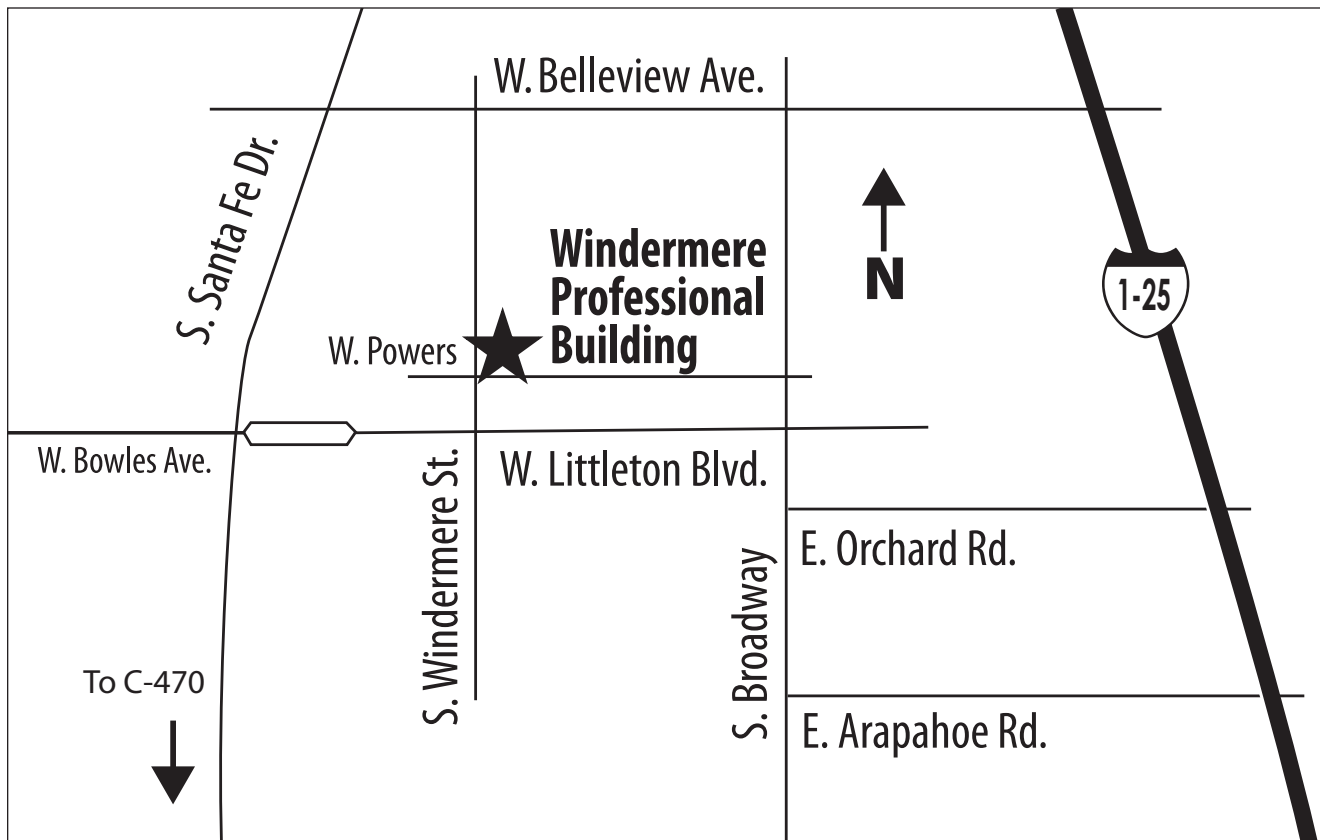 W. Belleview Ave.
S. Santa Fe Dr.
Windermere
Professional
Building
N
1-25
W. Powers
W. Bowles Ave.
W. Littleton Blvd.
S. Windermere St.
E. Orchard Rd.
S. Broadway
To C-470
E. Arapahoe Rd.